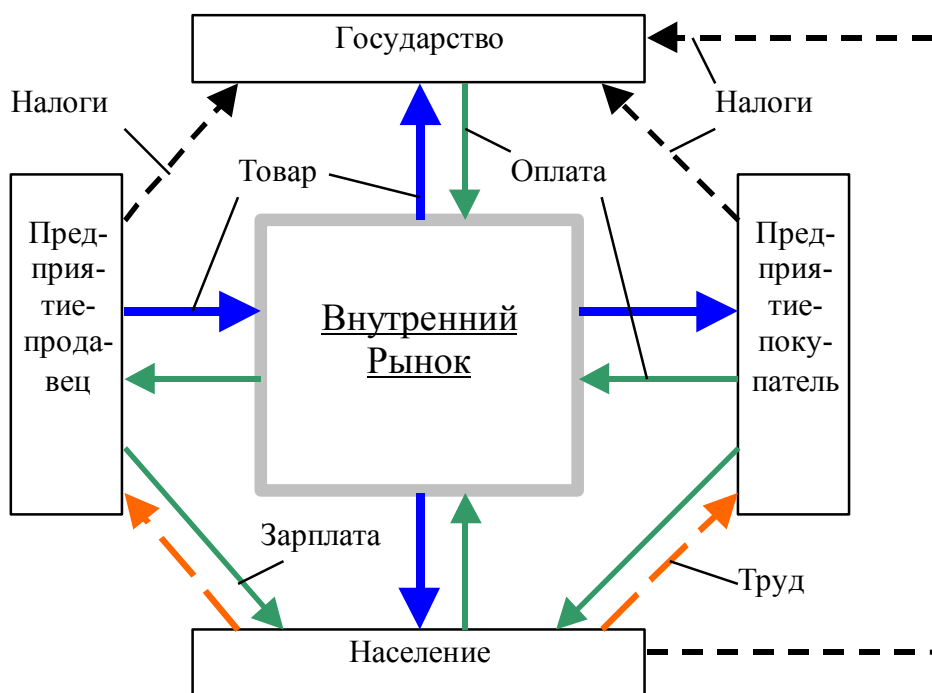 Государство
Налоги
Налоги
Товар
Оплата
Пред-
прия-
тие-
прода-
вец
Внутренний
Рынок
Пред-
прия-
тие-
поку-
патель
Зарплата
Труд
Население